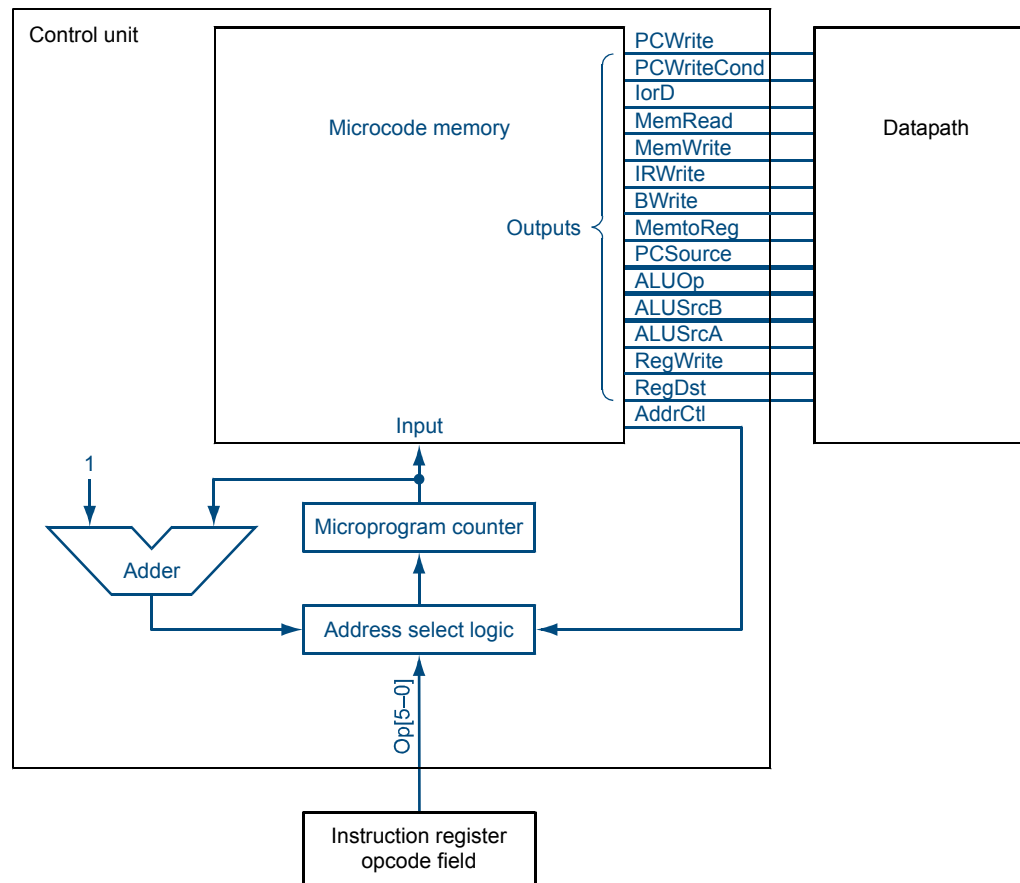 Control unit
Microcode memory
Outputs
Input
PCWrite
PCWriteCond
IorD
MemRead
MemWrite
IRWrite
BWrite
MemtoReg
PCSource
ALUOp
ALUSrcB
ALUSrcA
RegWrite
RegDst
AddrCtl
Datapath
1
Microprogram counter
Adder
Address select logic
Op[5–0]
Instruction register
opcode field